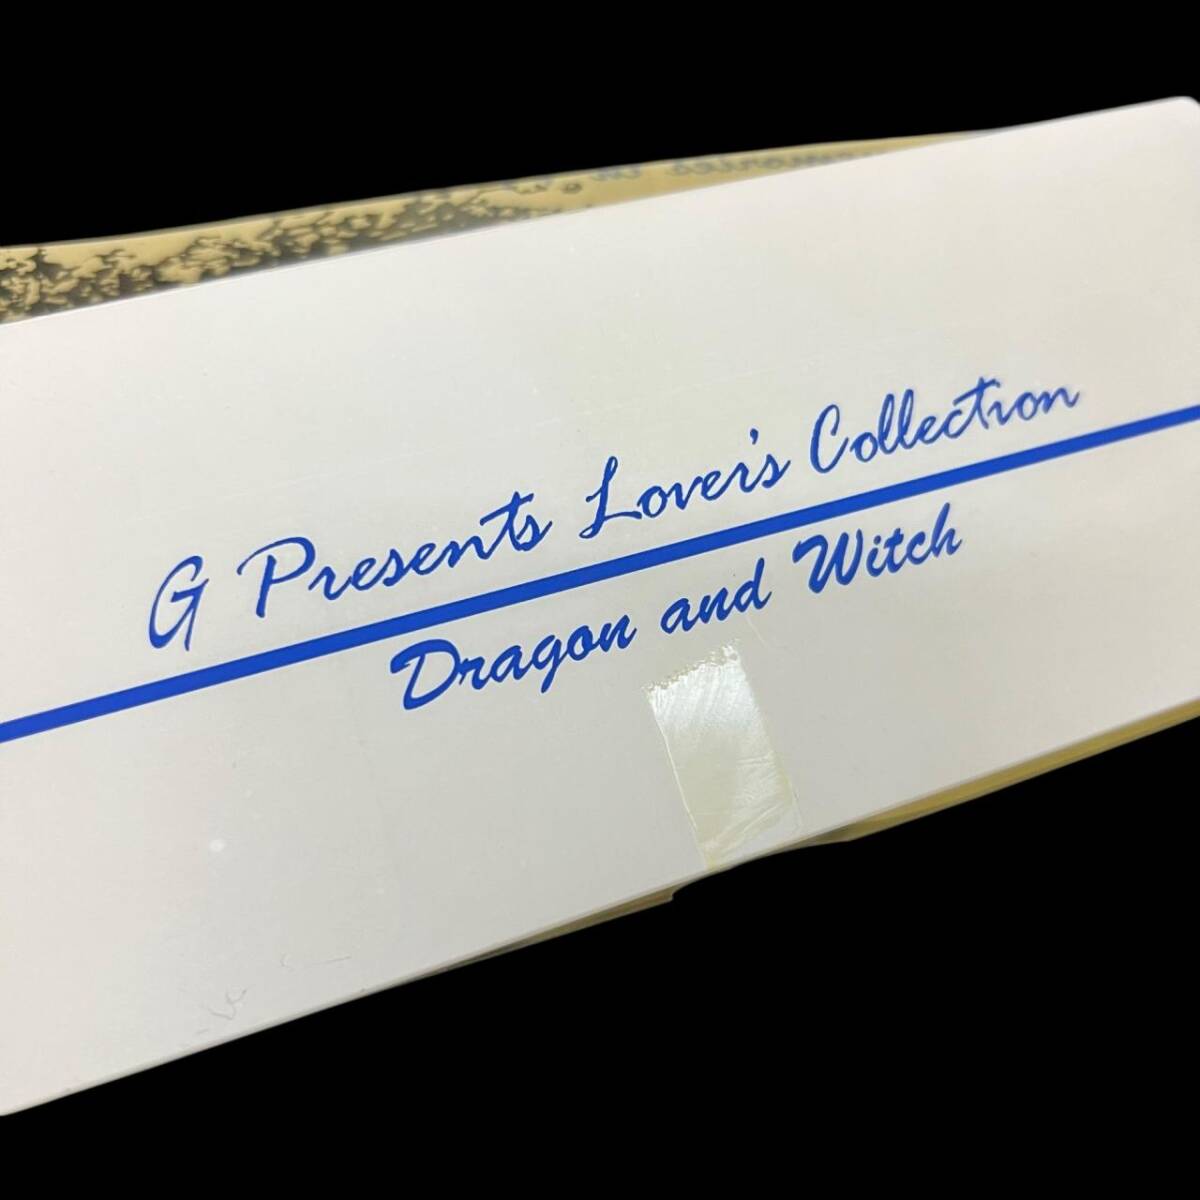 G Presents Lover's Collection
Dragon and Witch